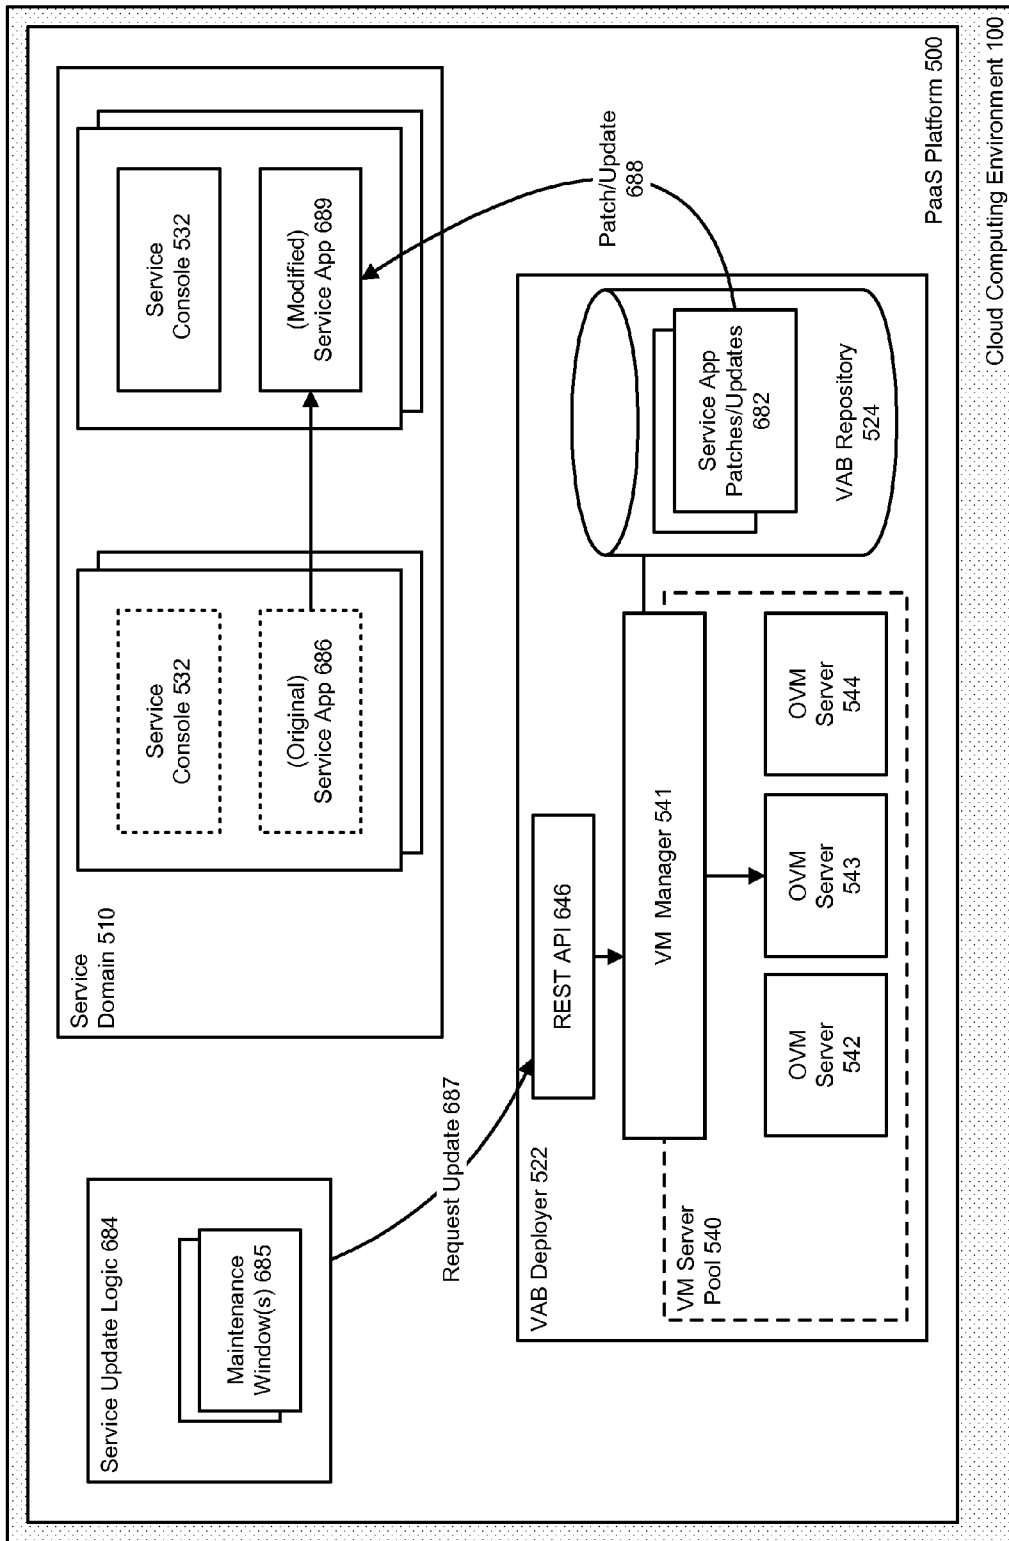 Service Update Logic 684
Maintenance
Window(s) 685
Service
Domain 510
Service
Console 532
(Original)
Service App 686
Service
Console 532
(Modified)
Service App 689
Request Update 687
Patch/Update
688
VAB Deployer 522
REST API 646
VM Manager 541
VM Server
Pool 540
OVM
Server
542
OVM
Server
543
OVM
Server
544
Service App
Patches/Updates
682
VAB Repository
524
PaaS Platform 500
Cloud Computing Environment 100